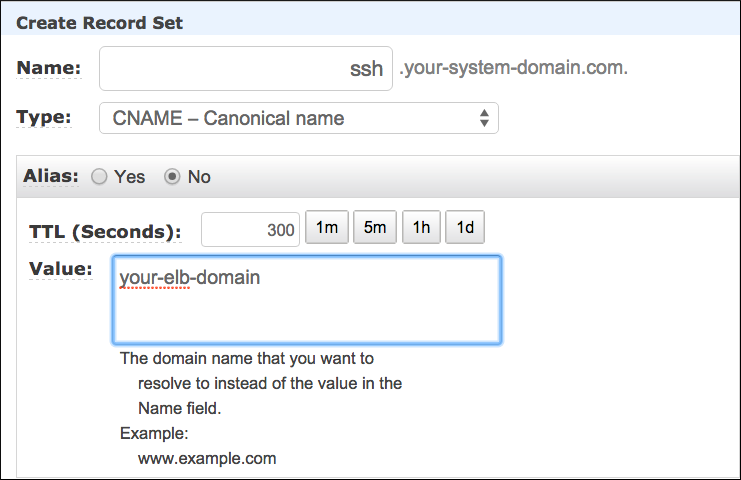 Create Record Set
Name: ssh .your-system-domain.com.
Type: CNAME – Canonical name
Alias: Yes No
TTL (Seconds): 300 1m 5m 1h 1d
Value: your-elb-domain
The domain name that you want to
resolve to instead of the value in the
Name field.
Example:
www.example.com